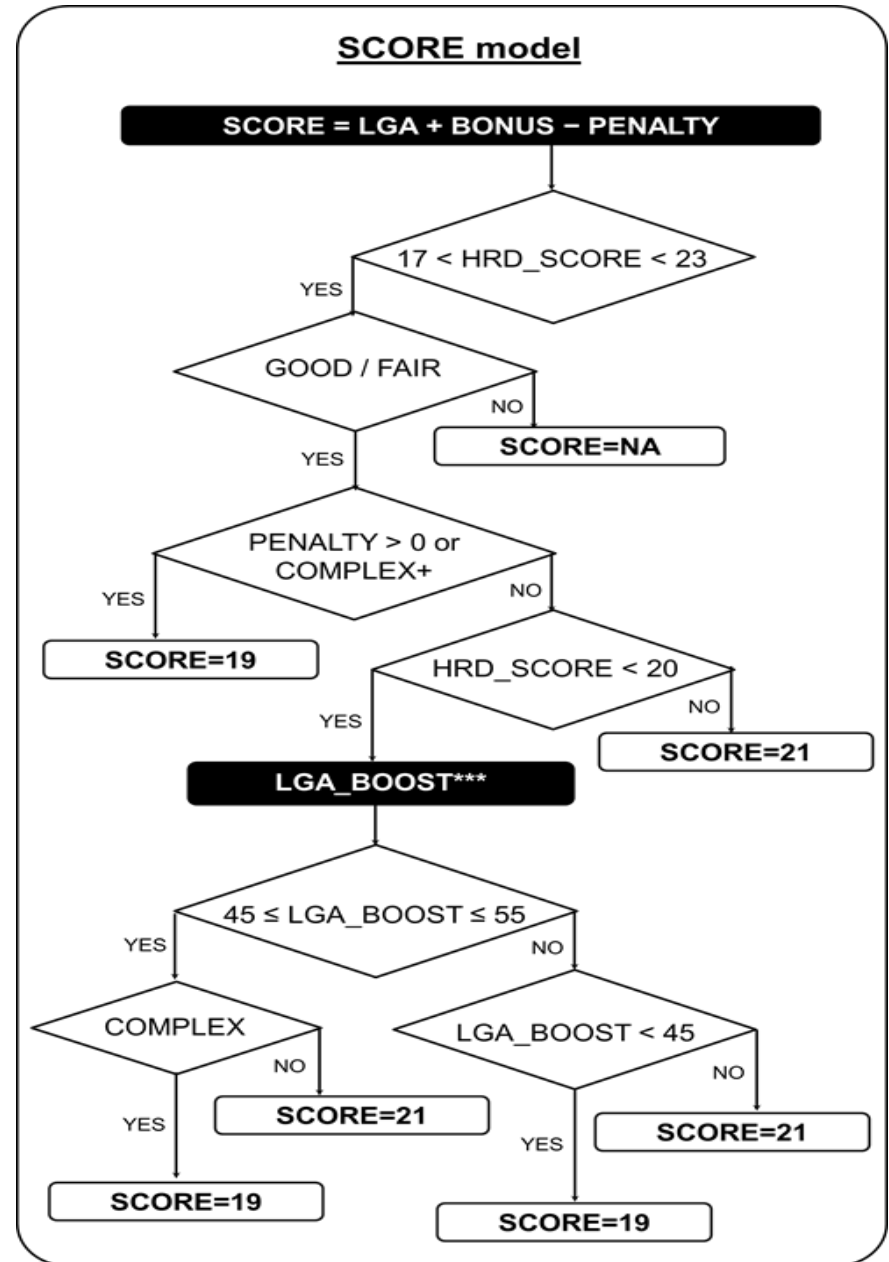 SCORE model
SCORE = LGA + BONUS − PENALTY
17 < HRD_SCORE < 23
YES
GOOD / FAIR
NO
SCORE=NA
YES
PENALTY > 0 or
COMPLEX+
YES
NO
SCORE=19
HRD_SCORE < 20
YES
NO
SCORE=21
LGA_BOOST***
45 ≤ LGA_BOOST ≤ 55
YES
NO
COMPLEX
LGA_BOOST < 45
NO
NO
SCORE=21
SCORE=21
YES
YES
SCORE=19
SCORE=19